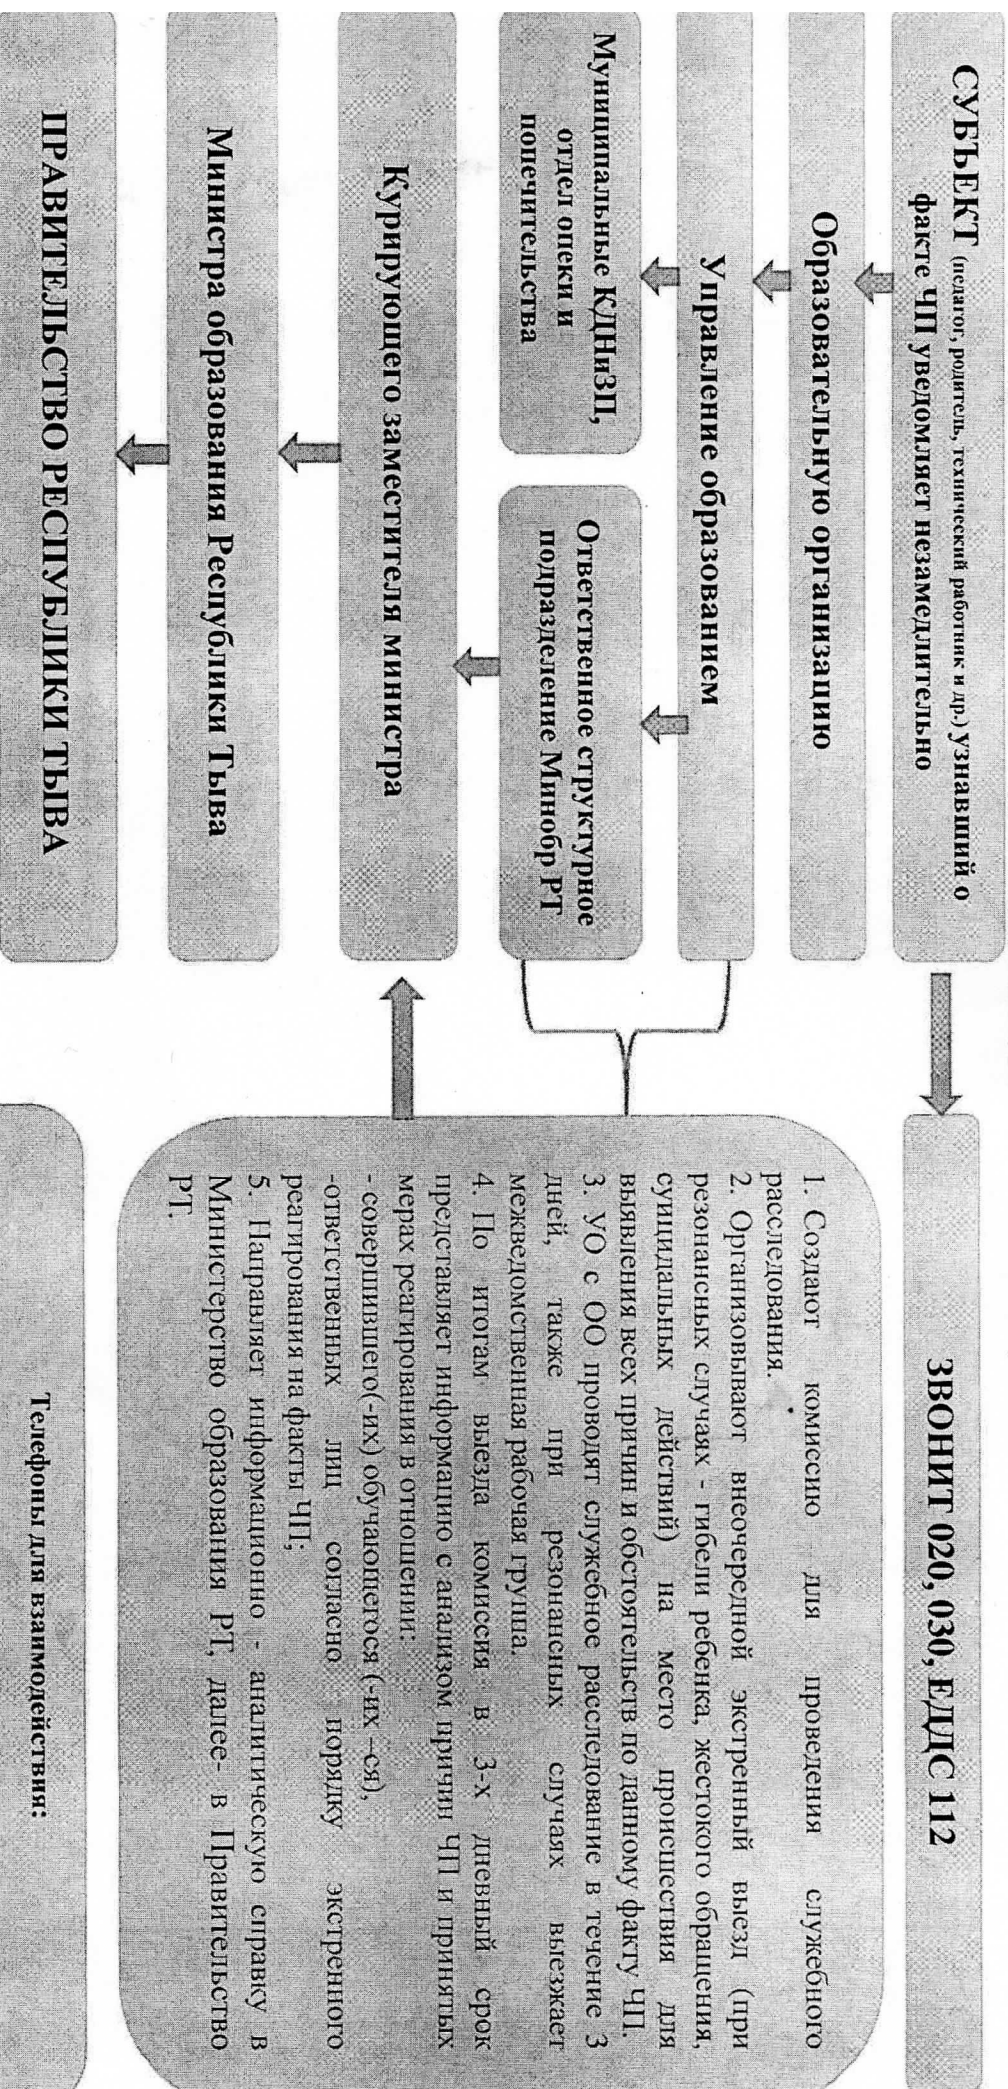 СУБЪЕКТ (педагог, родитель, технический работник и др.) узнавший о
факте ЧП уведомляет незамедлительно
Образовательную организацию
Управление образованием
Муниципальные КДНиЗП,
отдел опеки и
попечительства
Ответственное структурное
подразделение Минобр РТ
Курирующего заместителя министра
Министра образования Республики Тыва
ПРАВИТЕЛЬСТВО РЕСПУБЛИКИ ТЫВА
ЗВОНИТ 020, 030, ЕДДС 112
1. Создают комиссию для проведения служебного
расследования.
2. Организовывают внеочередной экстренный выезд (при
резонансных случаях - гибели ребенка, жестокого обращения,
суицидальных действий) на место происшествия для
выявления всех причин и обстоятельств по данному факту ЧП.
3. УО с ОО проводят служебное расследование в течение 3
дней, также при резонансных случаях выезжает
межведомственная рабочая группа.
4. По итогам выезда комиссия в 3-х дневный срок
представляет информацию с анализом причин ЧП и принятых
мерах реагирования в отношении:
- совершившего(-их) обучающегося (-их –ся),
-ответственных лиц согласно порядку экстренного
реагирования на факты ЧП;
5. Направляет информационно - аналитическую справку в
Министерство образования РТ, далее- в Правительство
РТ.
Телефоны для взаимодействия: